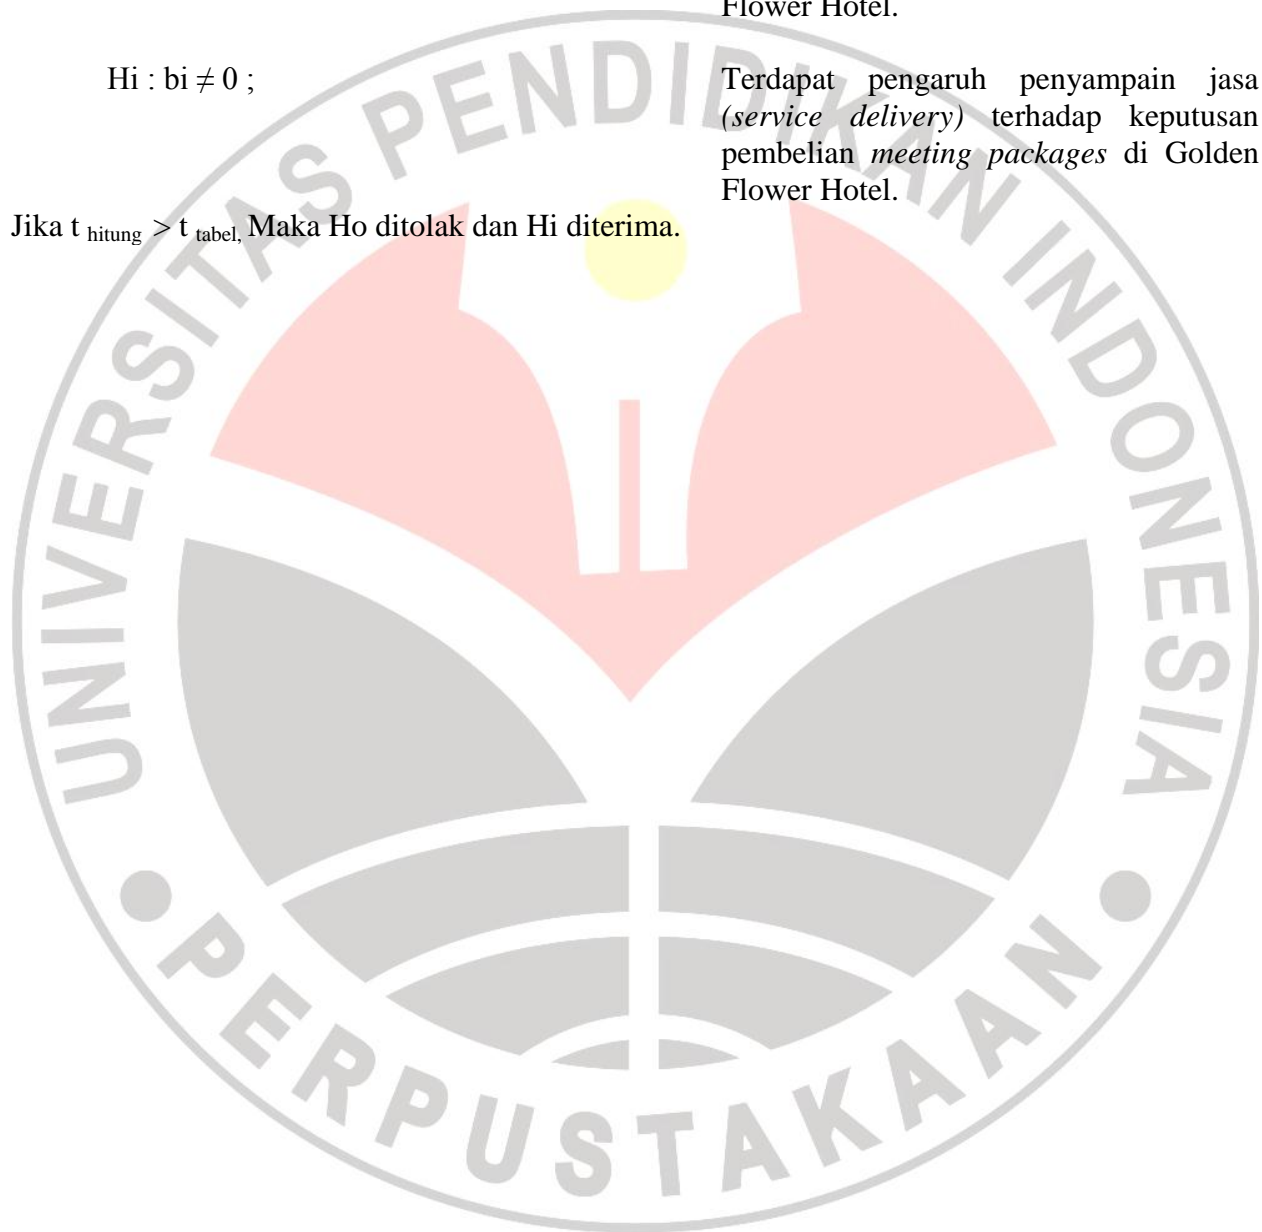 Flower Hotel.
Hi : bi ≠ 0 ;
Terdapat pengaruh penyampain jasa
(service delivery) terhadap keputusan
pembelian meeting packages di Golden
Flower Hotel.
Jika t hitung > t tabel, Maka Ho ditolak dan Hi diterima.
UNIVERSITAS PENDIDIKAN INDONESIA
PERPUSTAKAAN